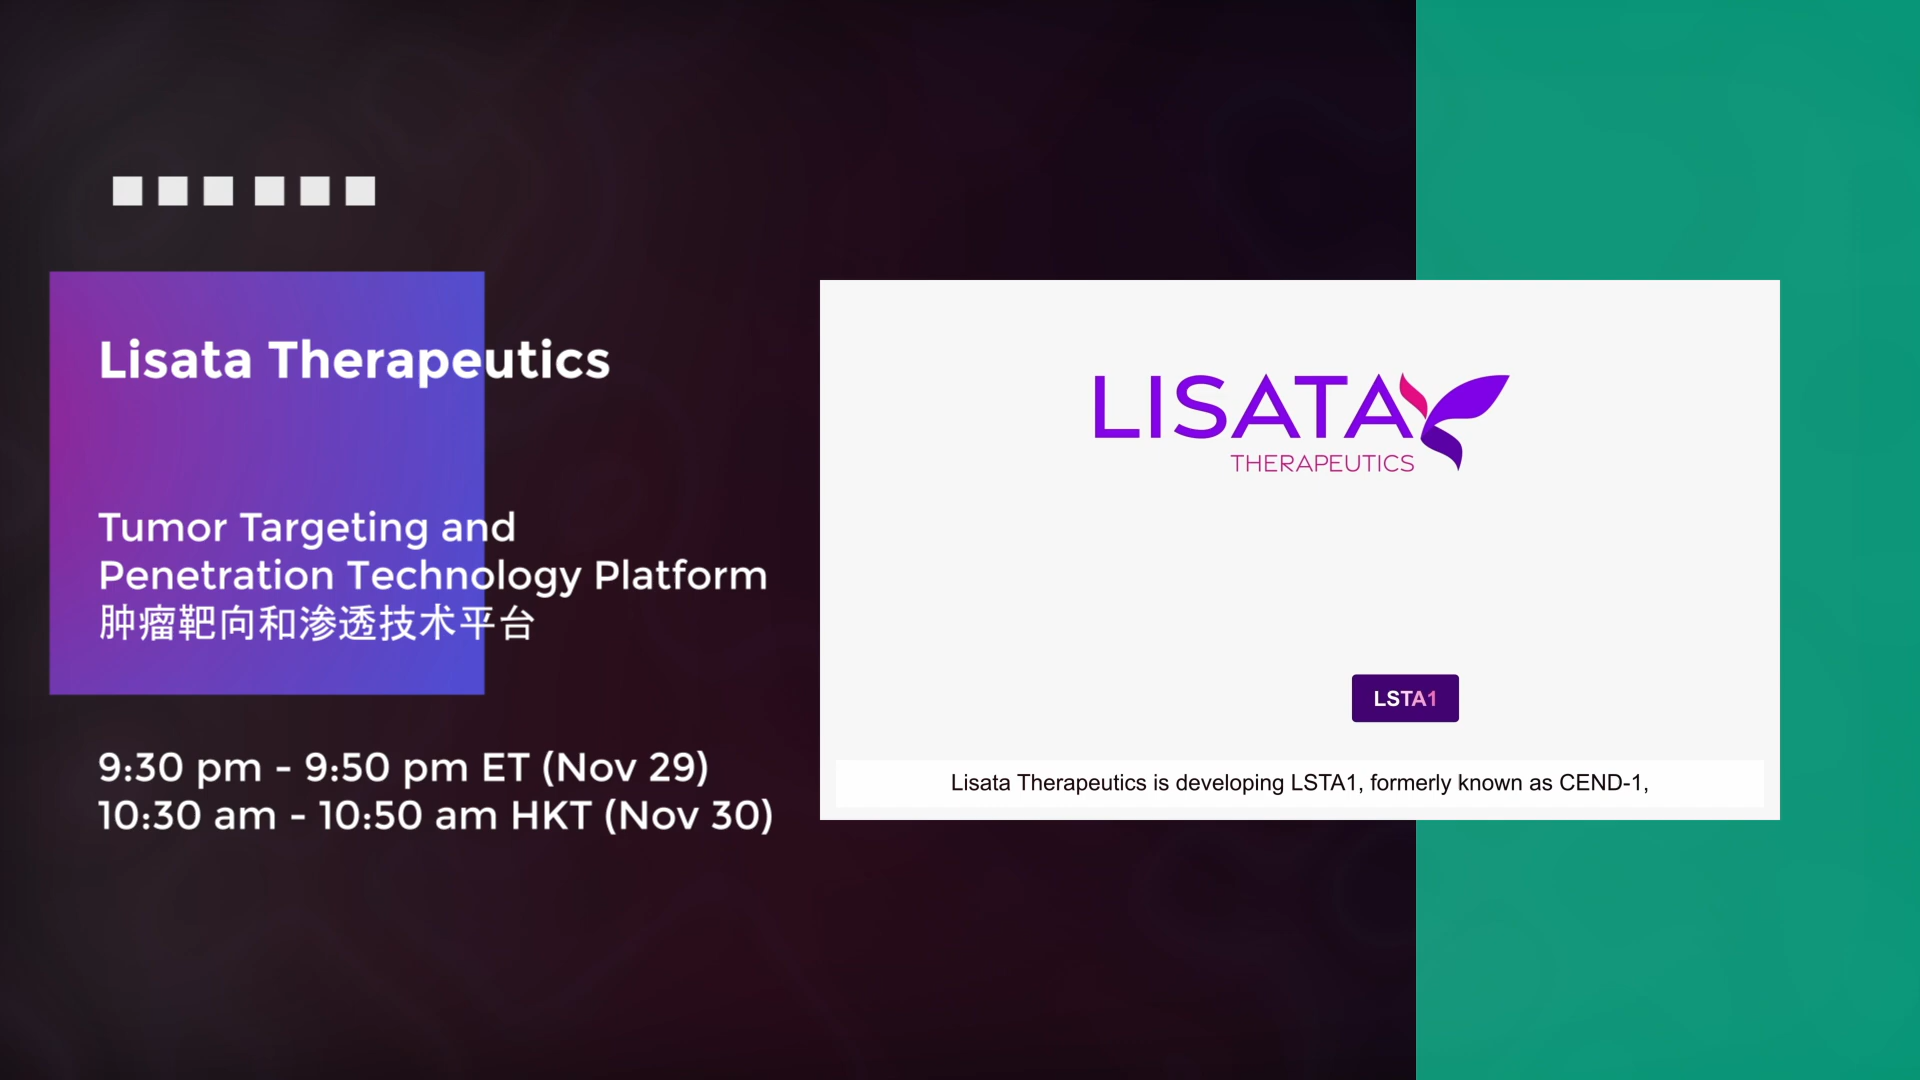 Lisata Therapeutics
Tumor Targeting and
Penetration Technology Platform
肿瘤靶向和渗透技术平台
9:30 pm - 9:50 pm ET (Nov 29)
10:30 am - 10:50 am HKT (Nov 30)
LISATA
THERAPEUTICS
LSTA1
Lisata Therapeutics is developing LSTA1, formerly known as CEND-1,